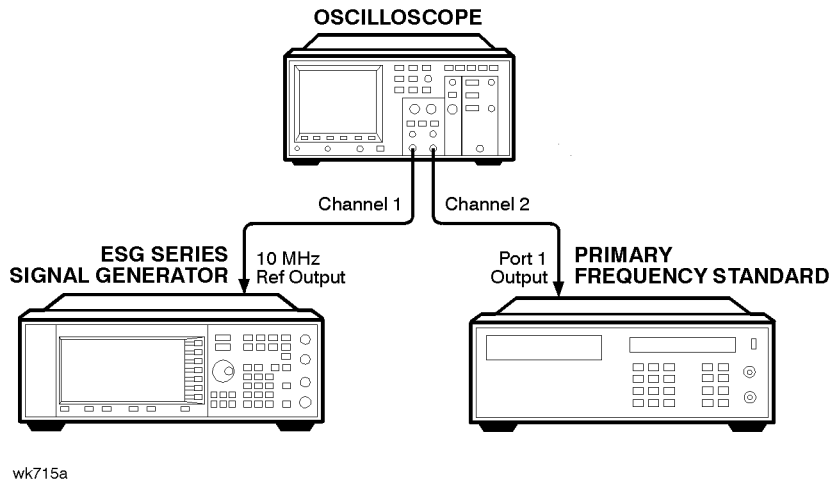 OSCILLOSCOPE
Channel 1
Channel 2
ESG SERIES
SIGNAL GENERATOR
10 MHz
Ref Output
Port 1
Output
PRIMARY
FREQUENCY STANDARD
wk715a